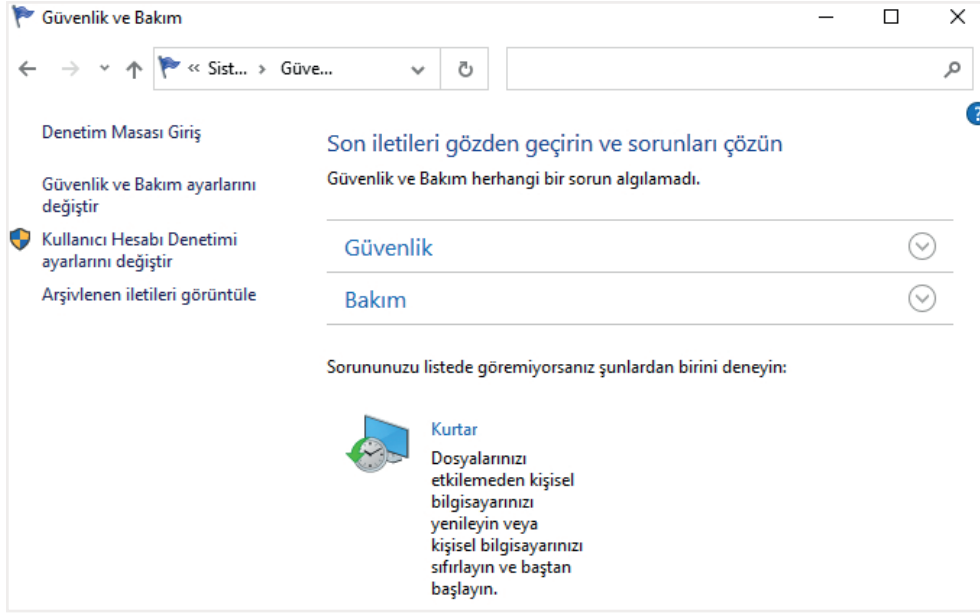 Güvenlik ve Bakım
« Sist... › Güve...
Denetim Masası Giriş
Güvenlik ve Bakım ayarlarını
değiştir
Kullanıcı Hesabı Denetimi
ayarlarını değiştir
Arşivlenen iletileri görüntüle
Son iletileri gözden geçirin ve sorunları çözün
Güvenlik ve Bakım herhangi bir sorun algılamadı.
Güvenlik
Bakım
Sorununuzu listede göremiyorsanız şunlardan birini deneyin:
Kurtar
Dosyalarınızı
etkilemeden kişisel
bilgisayarınızı
yenileyin veya
kişisel bilgisayarınızı
sıfırlayın ve baştan
başlayın.